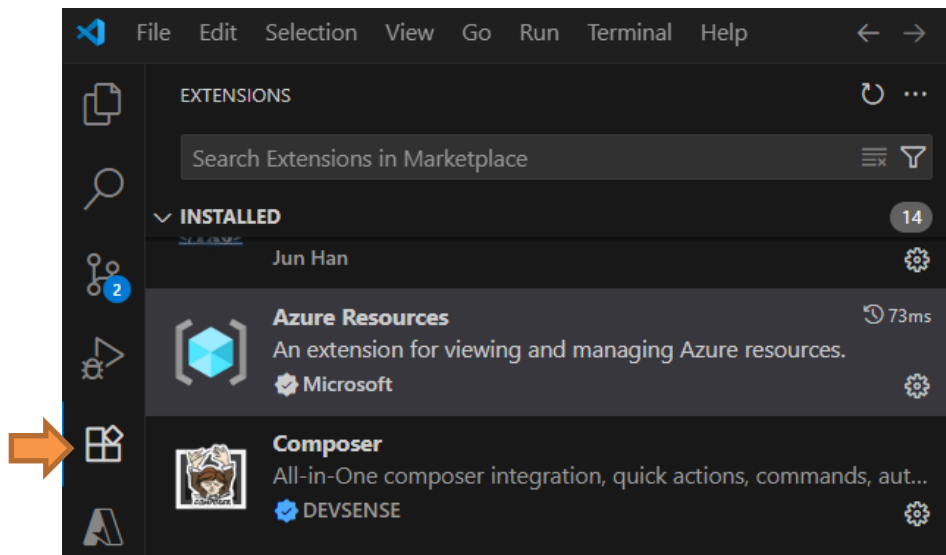 File Edit Selection View Go Run Terminal Help
EXTENSIONS
Search Extensions in Marketplace
INSTALLED 14
Jun Han
2
Azure Resources 73ms
An extension for viewing and managing Azure resources.
Microsoft
Composer
All-in-One composer integration, quick actions, commands, aut...
DEVSENSE